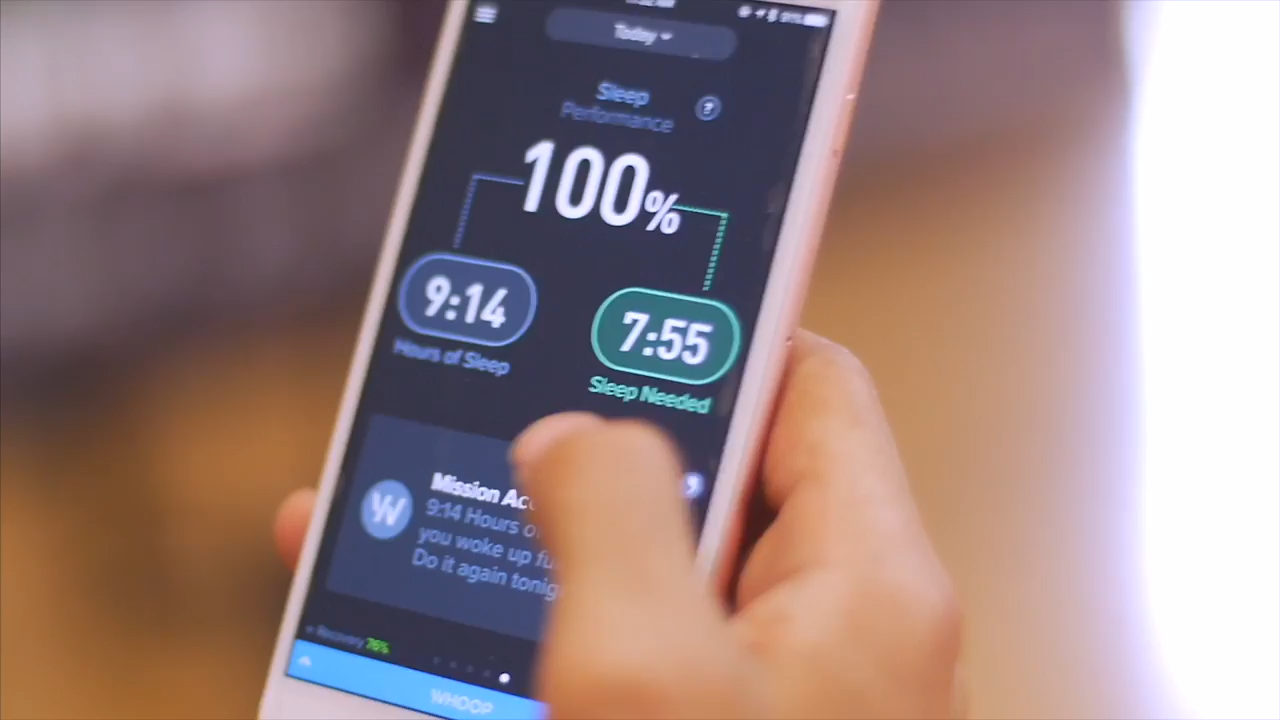 Today
Sleep
?
Performance
100%
9:14
7:55
Hours of Sleep
Sleep Needed
Mission Acc
9:14 Hours o
you woke up fu
Do it again tonig
Recovery 76%
WHOOP